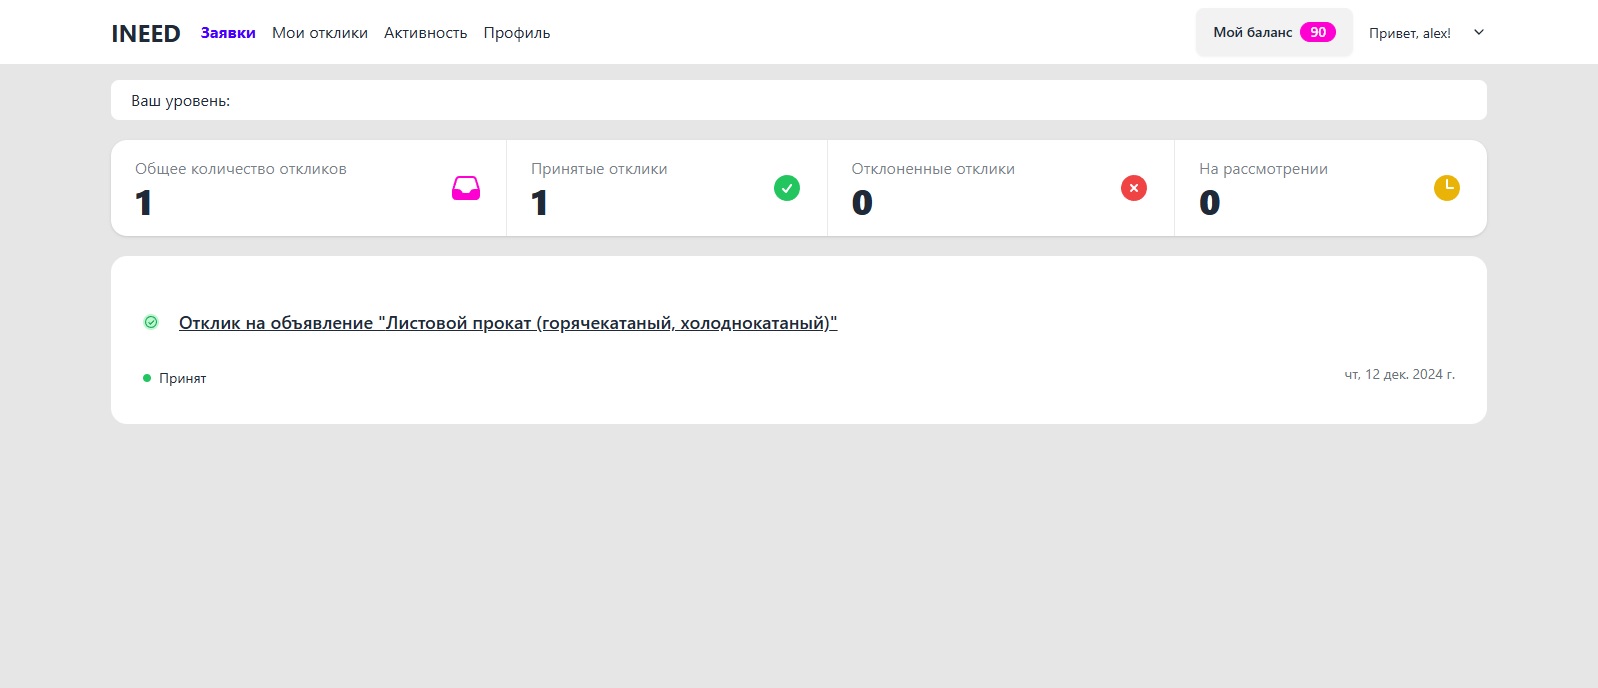 INEED Заявки Мои отклики Активность Профиль Мой баланс 90 Привет, alex!
Ваш уровень:
Общее количество откликов
1
Принятые отклики
1
Отклоненные отклики
0
На рассмотрении
0
Отклик на объявление "Листовой прокат (горячекатаный, холоднокатаный)"
Принят
чт, 12 дек. 2024 г.